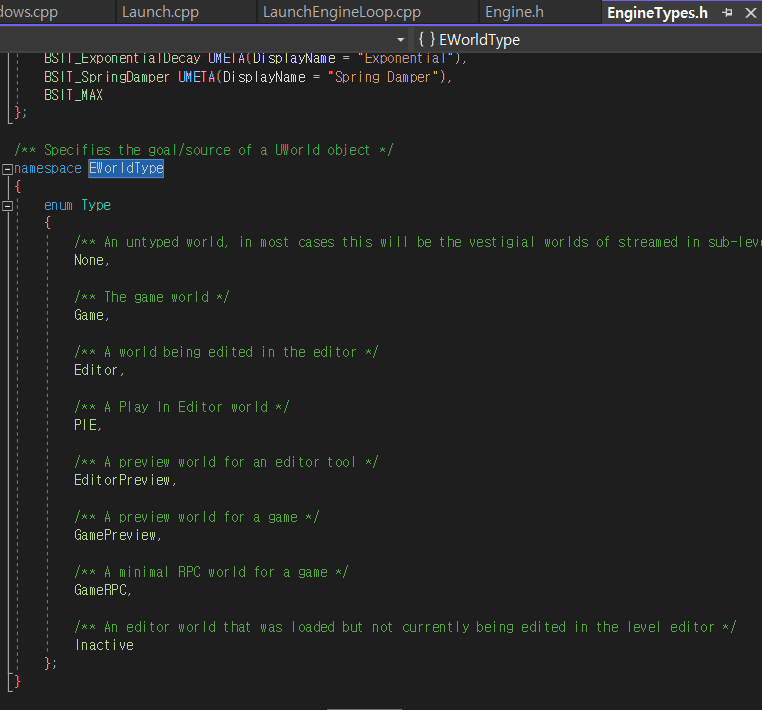 dows.cpp Launch.cpp LaunchEngineLoop.cpp Engine.h EngineTypes.h
{ } EWorldType
BSIT_ExponentialDecay UMETA(DisplayName = "Exponential"),
BSIT_SpringDamper UMETA(DisplayName = "Spring Damper"),
BSIT_MAX
};
/** Specifies the goal/source of a UWorld object */
namespace EWorldType
{
enum Type
{
/** An untyped world, in most cases this will be the vestigial worlds of streamed in sub-leve
None,
/** The game world */
Game,
/** A world being edited in the editor */
Editor,
/** A Play In Editor world */
PIE,
/** A preview world for an editor tool */
EditorPreview,
/** A preview world for a game */
GamePreview,
/** A minimal RPC world for a game */
GameRPC,
/** An editor world that was loaded but not currently being edited in the level editor */
Inactive
};
}